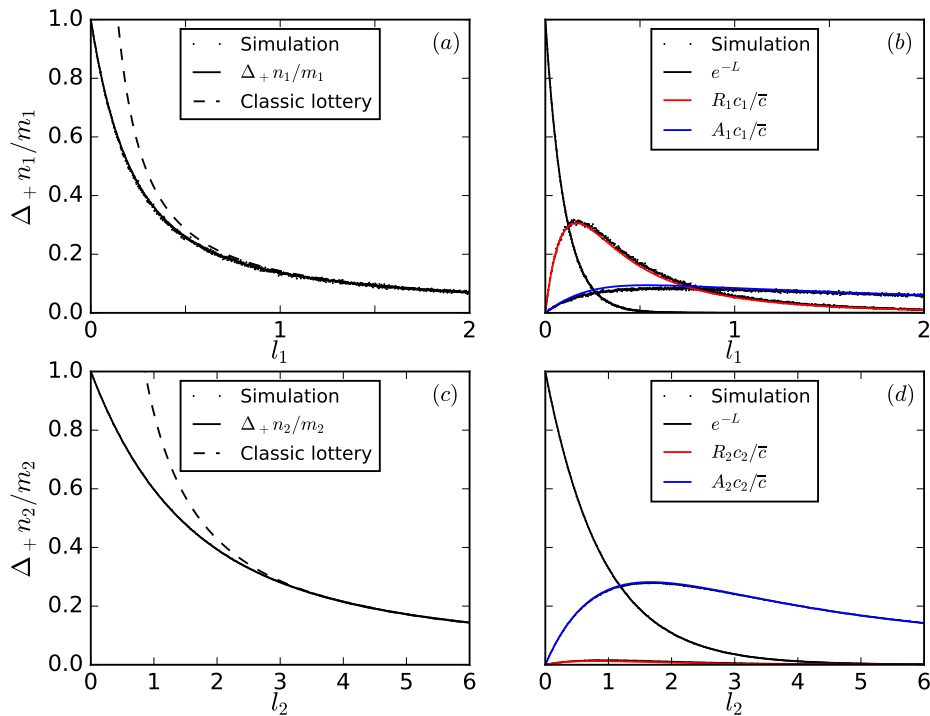 1.0
0.8
0.6
0.4
0.2
0.0
Δ₊n₁/m₁
Simulation
Δ₊n₁/m₁
Classic lottery
(a)
0 1 2
l₁
(b)
Simulation
e^{-L}
R₁c₁/c̅
A₁c₁/c̅
0 1 2
l₁
1.0
0.8
0.6
0.4
0.2
0.0
Δ₊n₂/m₂
Simulation
Δ₊n₂/m₂
Classic lottery
(c)
0 1 2 3 4 5 6
l₂
(d)
Simulation
e^{-L}
R₂c₂/c̅
A₂c₂/c̅
0 1 2 3 4 5 6
l₂